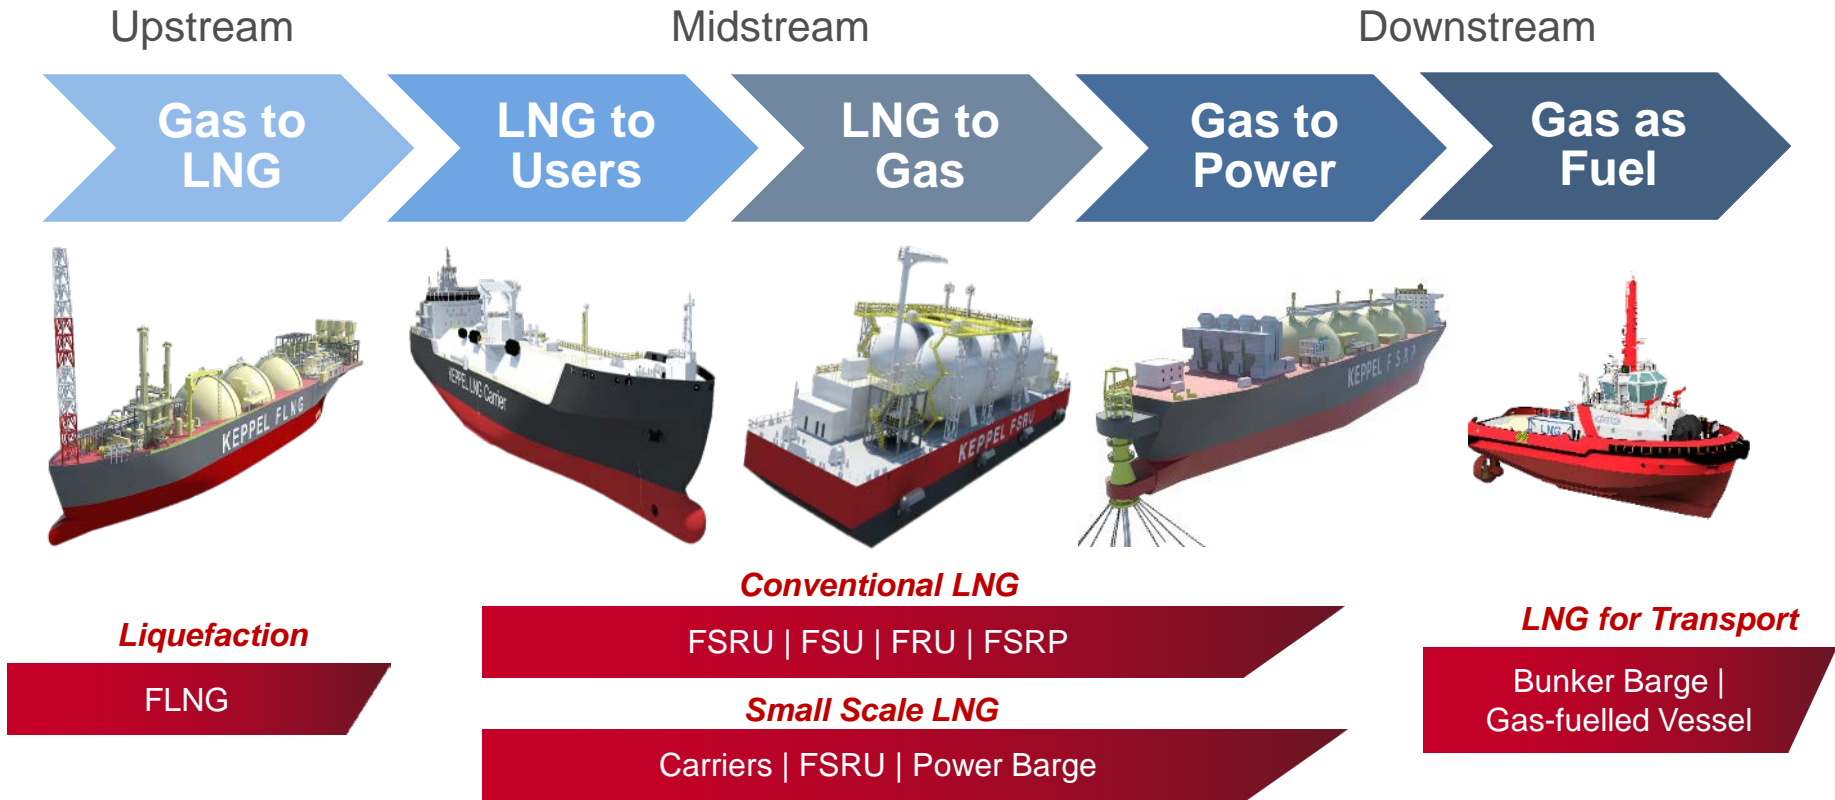 Upstream
Midstream
Downstream
Gas to
LNG
LNG to
Users
LNG to
Gas
Gas to
Power
Gas as
Fuel
KEPPEL FLNG
KEPPEL LNG Carrier
KEPPEL FSRU
KEPPEL F S R P
LNG
Conventional LNG
FSRU | FSU | FRU | FSRP
Liquefaction
FLNG
Small Scale LNG
Carriers | FSRU | Power Barge
LNG for Transport
Bunker Barge |
Gas-fuelled Vessel